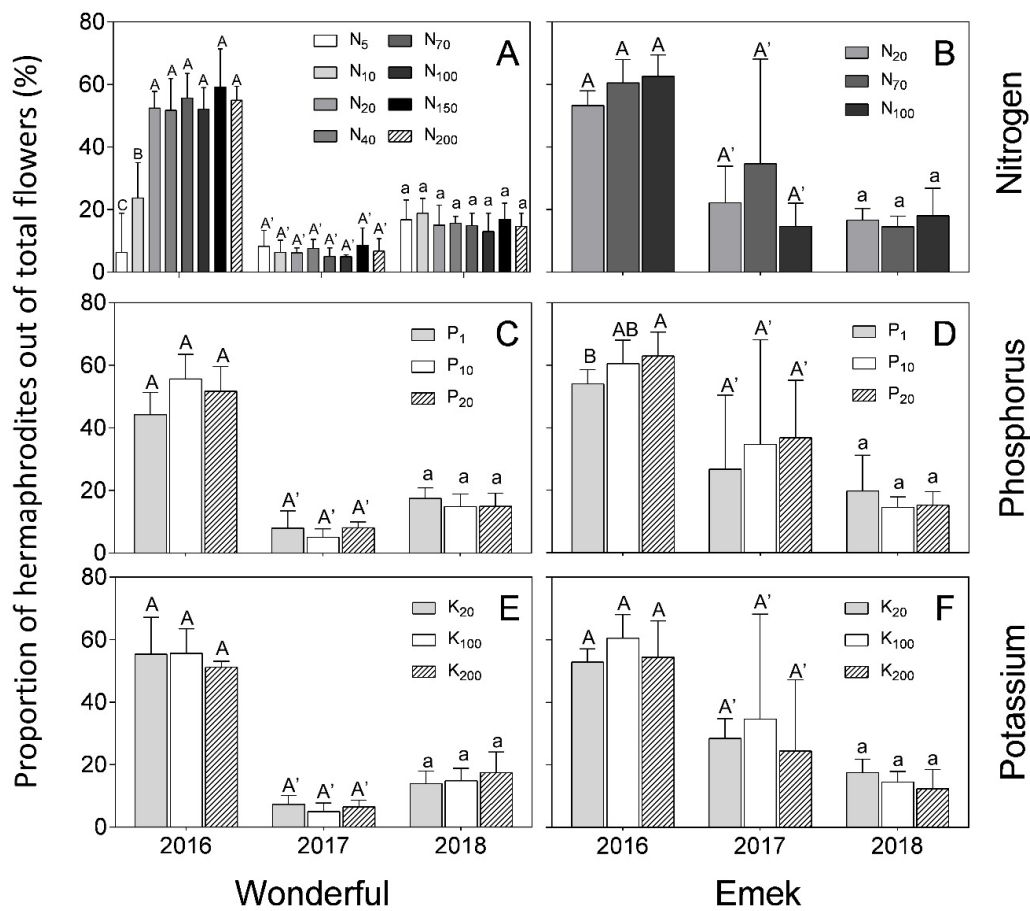 Proportion of hermaphrodites out of total flowers (%)
80
60
40
20
0
A
N5
N10
N20
N40
N70
N100
N150
N200
C B A A A A A A
A' A' A' A' A' A' A' A'
a a a a a a a a
B
N20
N70
N100
A A A
A' A' A'
a a a
Nitrogen
80
60
40
20
0
C
P1
P10
P20
A A A
A' A' A'
a a a
D
P1
P10
P20
B AB A
A' A' A'
a a a
Phosphorus
80
60
40
20
0
E
K20
K100
K200
A A A
A' A' A'
a a a
F
K20
K100
K200
A A A
A' A' A'
a a a
Potassium
2016 2017 2018
2016 2017 2018
Wonderful
Emek